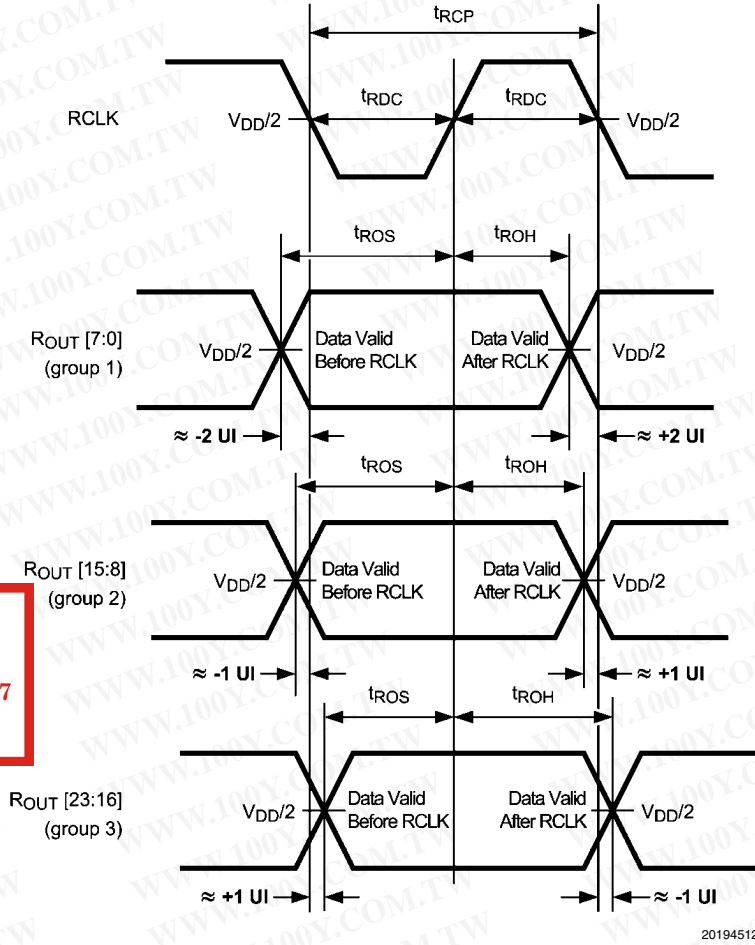 tRCP
RCLK
VDD/2
tRDC
tRDC
VDD/2
tROS
tROH
ROUT [7:0]
(group 1)
VDD/2
Data Valid
Before RCLK
Data Valid
After RCLK
VDD/2
≈ -2 UI
≈ +2 UI
tROS
tROH
ROUT [15:8]
(group 2)
VDD/2
Data Valid
Before RCLK
Data Valid
After RCLK
VDD/2
≈ -1 UI
≈ +1 UI
7
tROS
tROH
ROUT [23:16]
(group 3)
VDD/2
Data Valid
Before RCLK
Data Valid
After RCLK
VDD/2
≈ +1 UI
≈ -1 UI
20194512
WWW.100Y.COM.TW